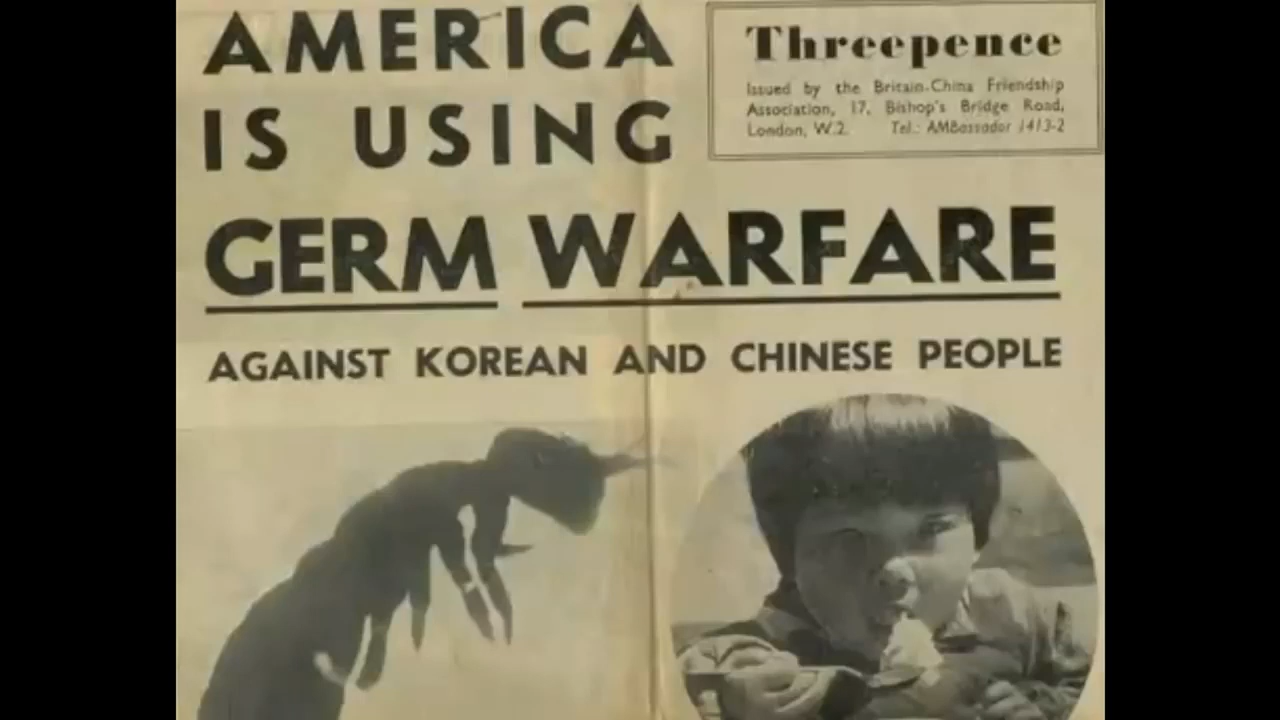 AMERICA
IS USING
GERM WARFARE
AGAINST KOREAN AND CHINESE PEOPLE
Threepence
Issued by the Britain-China Friendship
Association, 17, Bishop's Bridge Road,
London, W.2. Tel.: AMBassador 1413-2